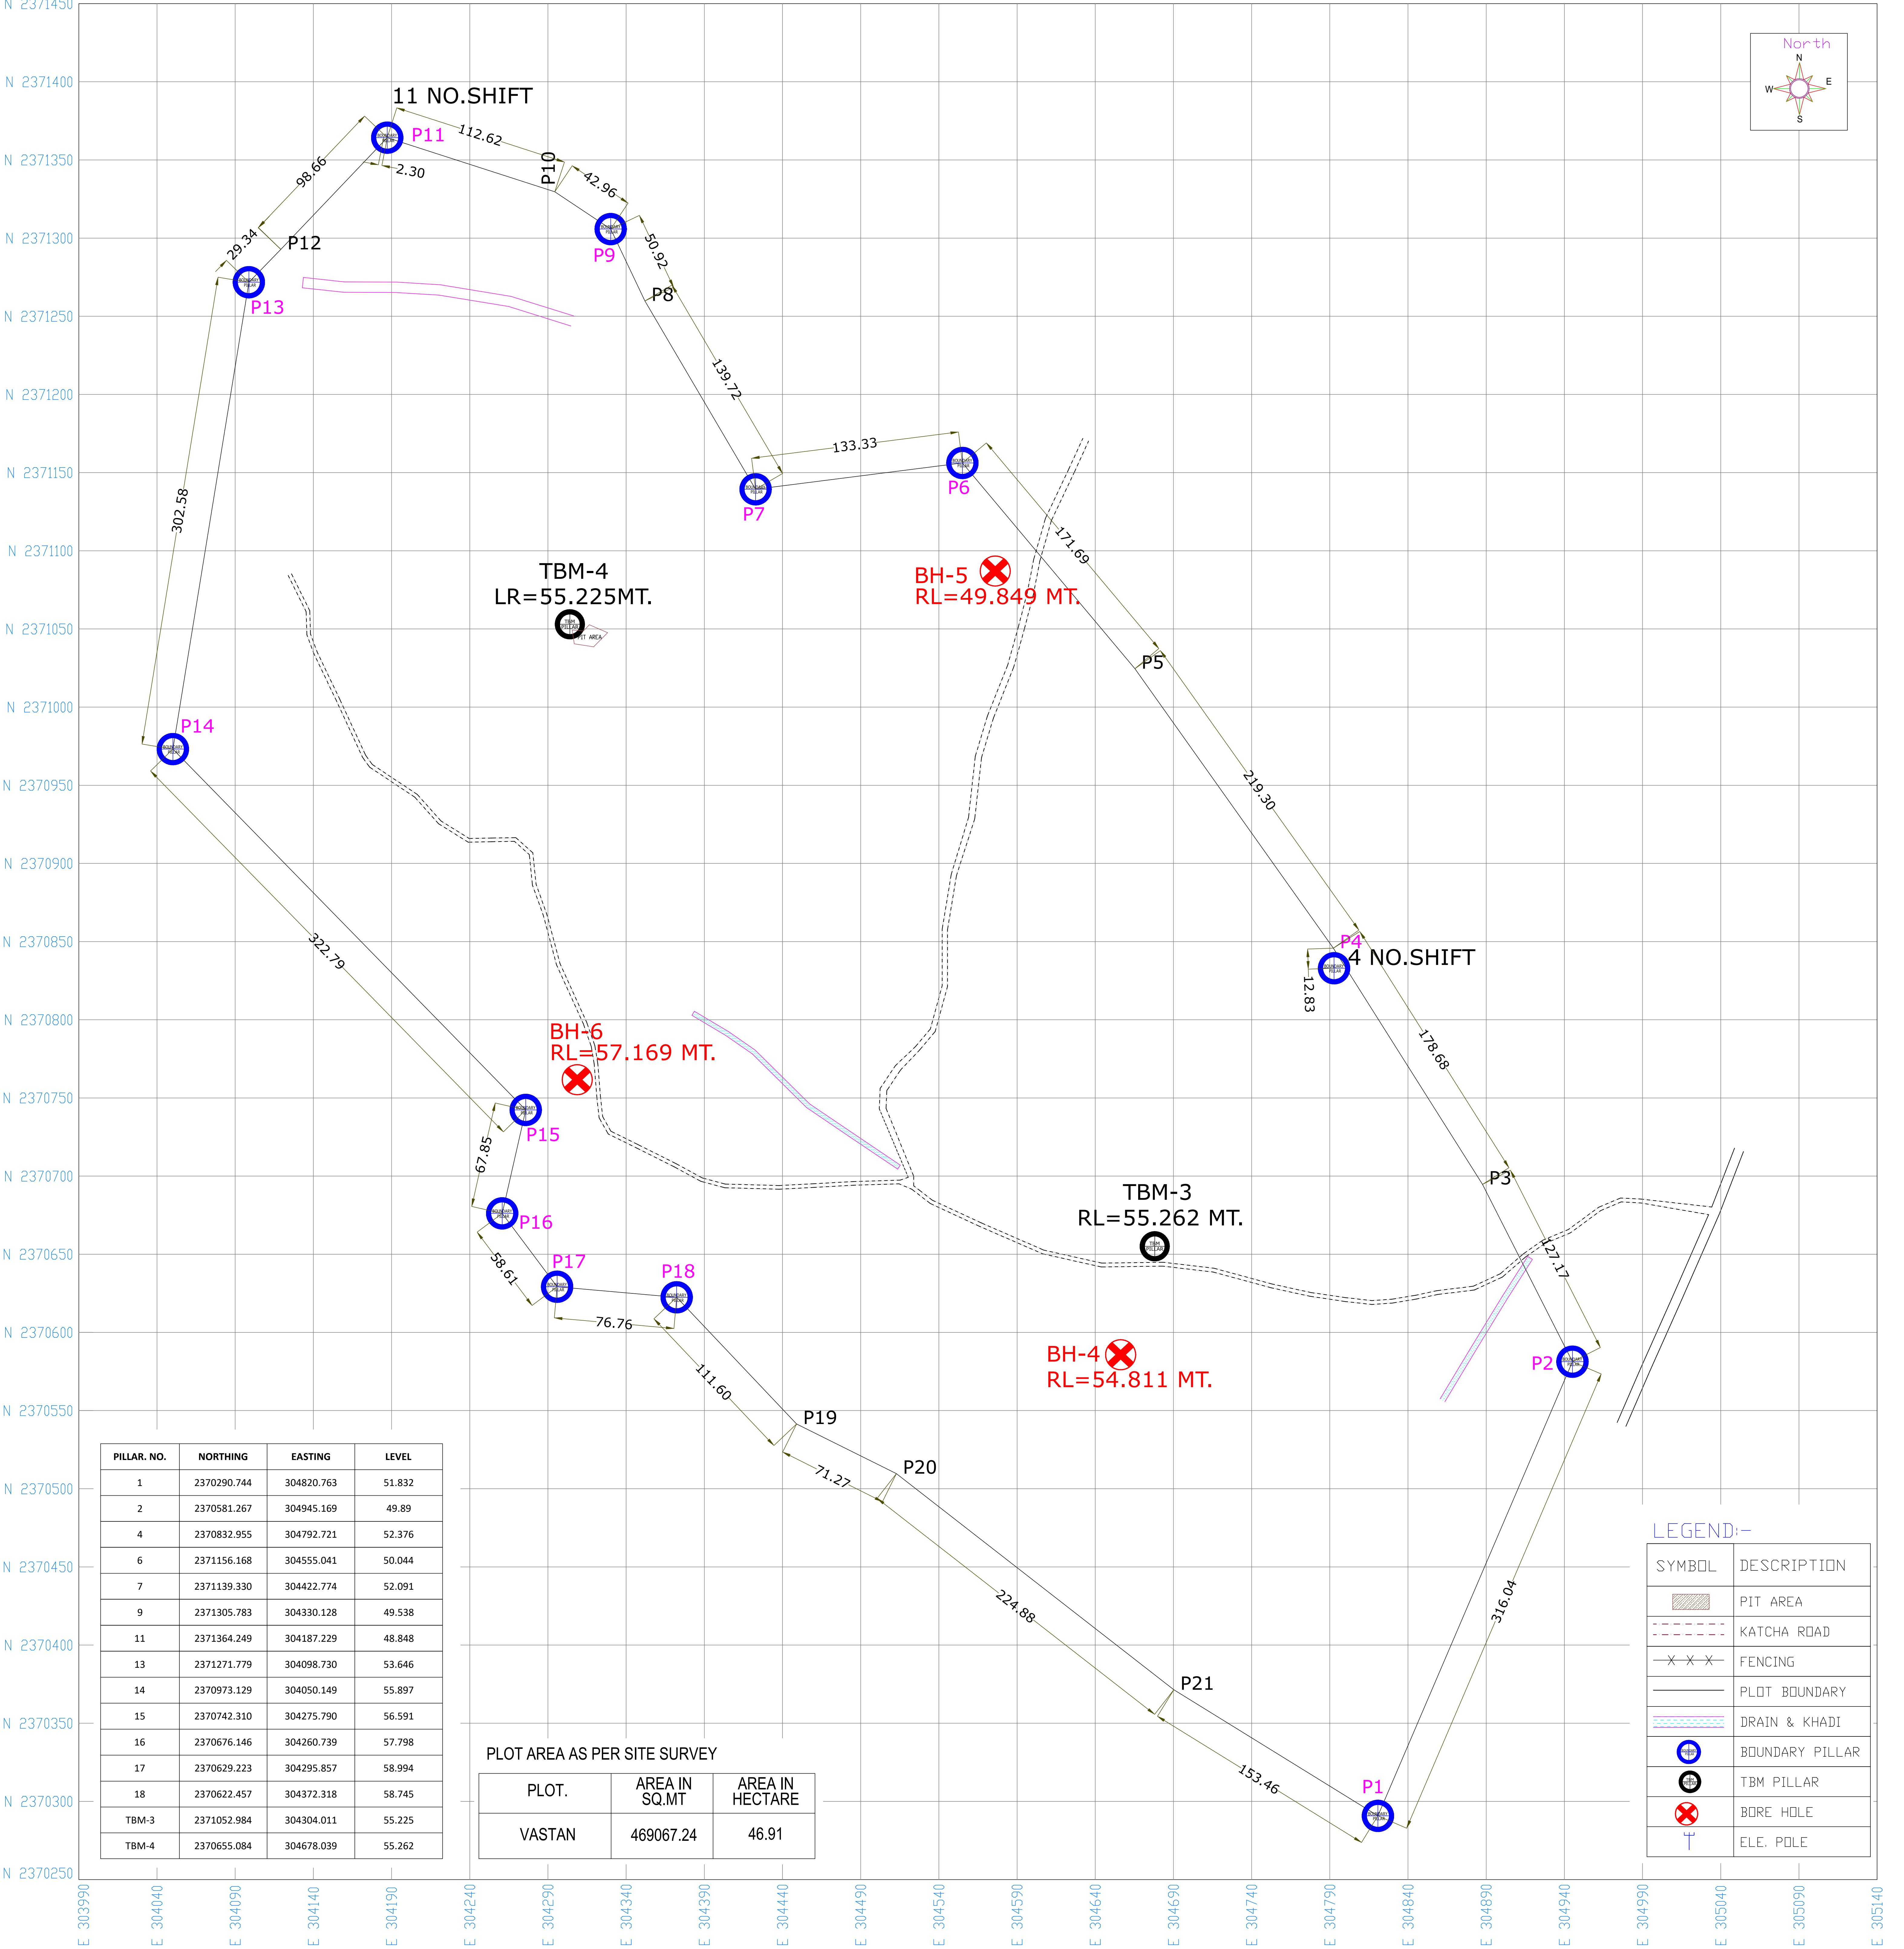 North
N
W
E
S
N 2371450
N 2371400
N 2371350
N 2371300
N 2371250
N 2371200
N 2371150
N 2371100
N 2371050
N 2371000
N 2370950
N 2370900
N 2370850
N 2370800
N 2370750
N 2370700
N 2370650
N 2370600
N 2370550
N 2370500
N 2370450
N 2370400
N 2370350
N 2370300
N 2370250
11 NO.SHIFT
P11
112.62
2.30
98.66
P10
42.96
P9
50.92
P8
29.34
P12
P13
139.72
133.33
P7
P6
171.69
302.58
TBM-4
LR=55.225MT.
TBM
PILLAR
PIT AREA
BH-5
RL=49.849 MT.
P5
P14
219.30
322.79
P4
4 NO.SHIFT
12.83
178.68
BH-6
RL=57.169 MT.
P15
67.85
P3
P16
TBM-3
RL=55.262 MT.
TBM
PILLAR
127.17
58.61
P17
P18
76.76
BH-4
RL=54.811 MT.
P2
111.60
P19
71.27
P20
224.88
316.04
P21
153.46
P1
BOUNDARY
PILLAR
PILLAR. NO. NORTHING EASTING LEVEL
1 2370290.744 304820.763 51.832
2 2370581.267 304945.169 49.89
4 2370832.955 304792.721 52.376
6 2371156.168 304555.041 50.044
7 2371139.330 304422.774 52.091
9 2371305.783 304330.128 49.538
11 2371364.249 304187.229 48.848
13 2371271.779 304098.730 53.646
14 2370973.129 304050.149 55.897
15 2370742.310 304275.790 56.591
16 2370676.146 304260.739 57.798
17 2370629.223 304295.857 58.994
18 2370622.457 304372.318 58.745
TBM-3 2371052.984 304304.011 55.225
TBM-4 2370655.084 304678.039 55.262
PLOT AREA AS PER SITE SURVEY
PLOT. AREA IN SQ.MT AREA IN HECTARE
VASTAN 469067.24 46.91
LEGEND:-
SYMBOL DESCRIPTION
PIT AREA
KATCHA ROAD
X X X FENCING
PLOT BOUNDARY
DRAIN & KHADI
BOUNDARY PILLAR
TBM PILLAR
BORE HOLE
ELE. POLE
E 303990
E 304040
E 304090
E 304140
E 304190
E 304240
E 304290
E 304340
E 304390
E 304440
E 304490
E 304540
E 304590
E 304640
E 304690
E 304740
E 304790
E 304840
E 304890
E 304940
E 304990
E 305040
E 305090
E 305140